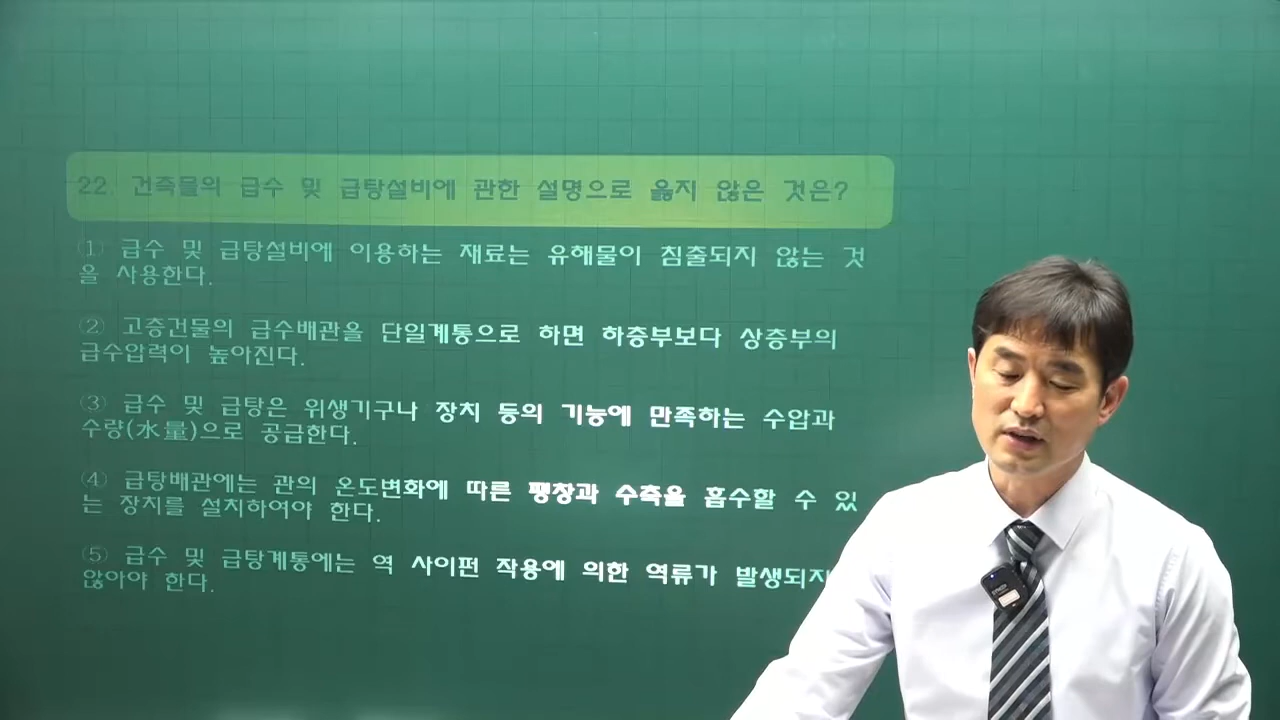 22. 건축물의 급수 및 급탕설비에 관한 설명으로 옳지 않은 것은?
① 급수 및 급탕설비에 이용하는 재료는 유해물이 침출되지 않는 것
을 사용한다.
② 고층건물의 급수배관을 단일계통으로 하면 하층부보다 상층부의
급수압력이 높아진다.
③ 급수 및 급탕은 위생기구나 장치 등의 기능에 만족하는 수압과
수량(水量)으로 공급한다.
④ 급탕배관에는 관의 온도변화에 따른 팽창과 수축을 흡수할 수 있
는 장치를 설치하여야 한다.
⑤ 급수 및 급탕계통에는 역 사이펀 작용에 의한 역류가 발생되지
않아야 한다.